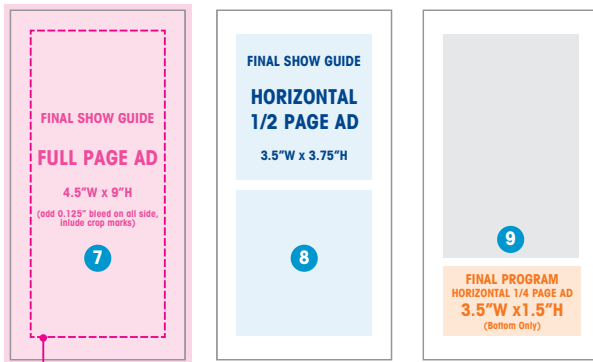 FINAL SHOW GUIDE
FULL PAGE AD
4.5”W x 9”H
(add 0.125” bleed on all side,
inlude crop marks)
7
FINAL SHOW GUIDE
HORIZONTAL
1/2 PAGE AD
3.5”W x 3.75”H
8
9
FINAL PROGRAM
HORIZONTAL 1/4 PAGE AD
3.5”W x1.5”H
(Bottom Only)